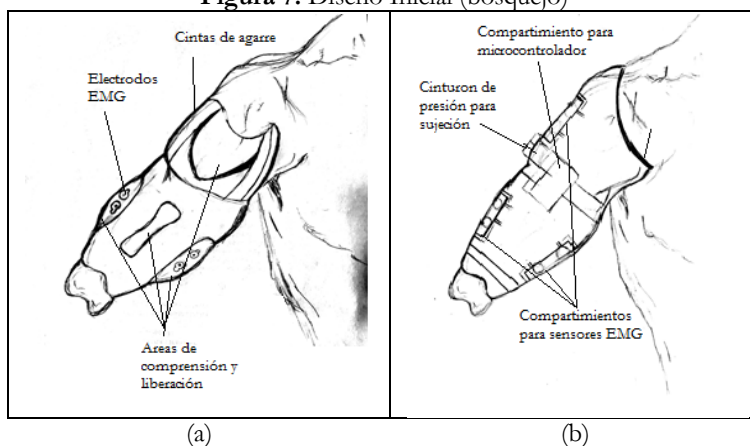 Figura 7. Diseño Inicial (bosquejo)
Cintas de agarre
Electrodos
EMG
Areas de
comprensión y
liberación
(a)
Compartimiento para
microcontrolador
Cinturon de
presión para
sujeción
Compartimientos
para sensores EMG
(b)